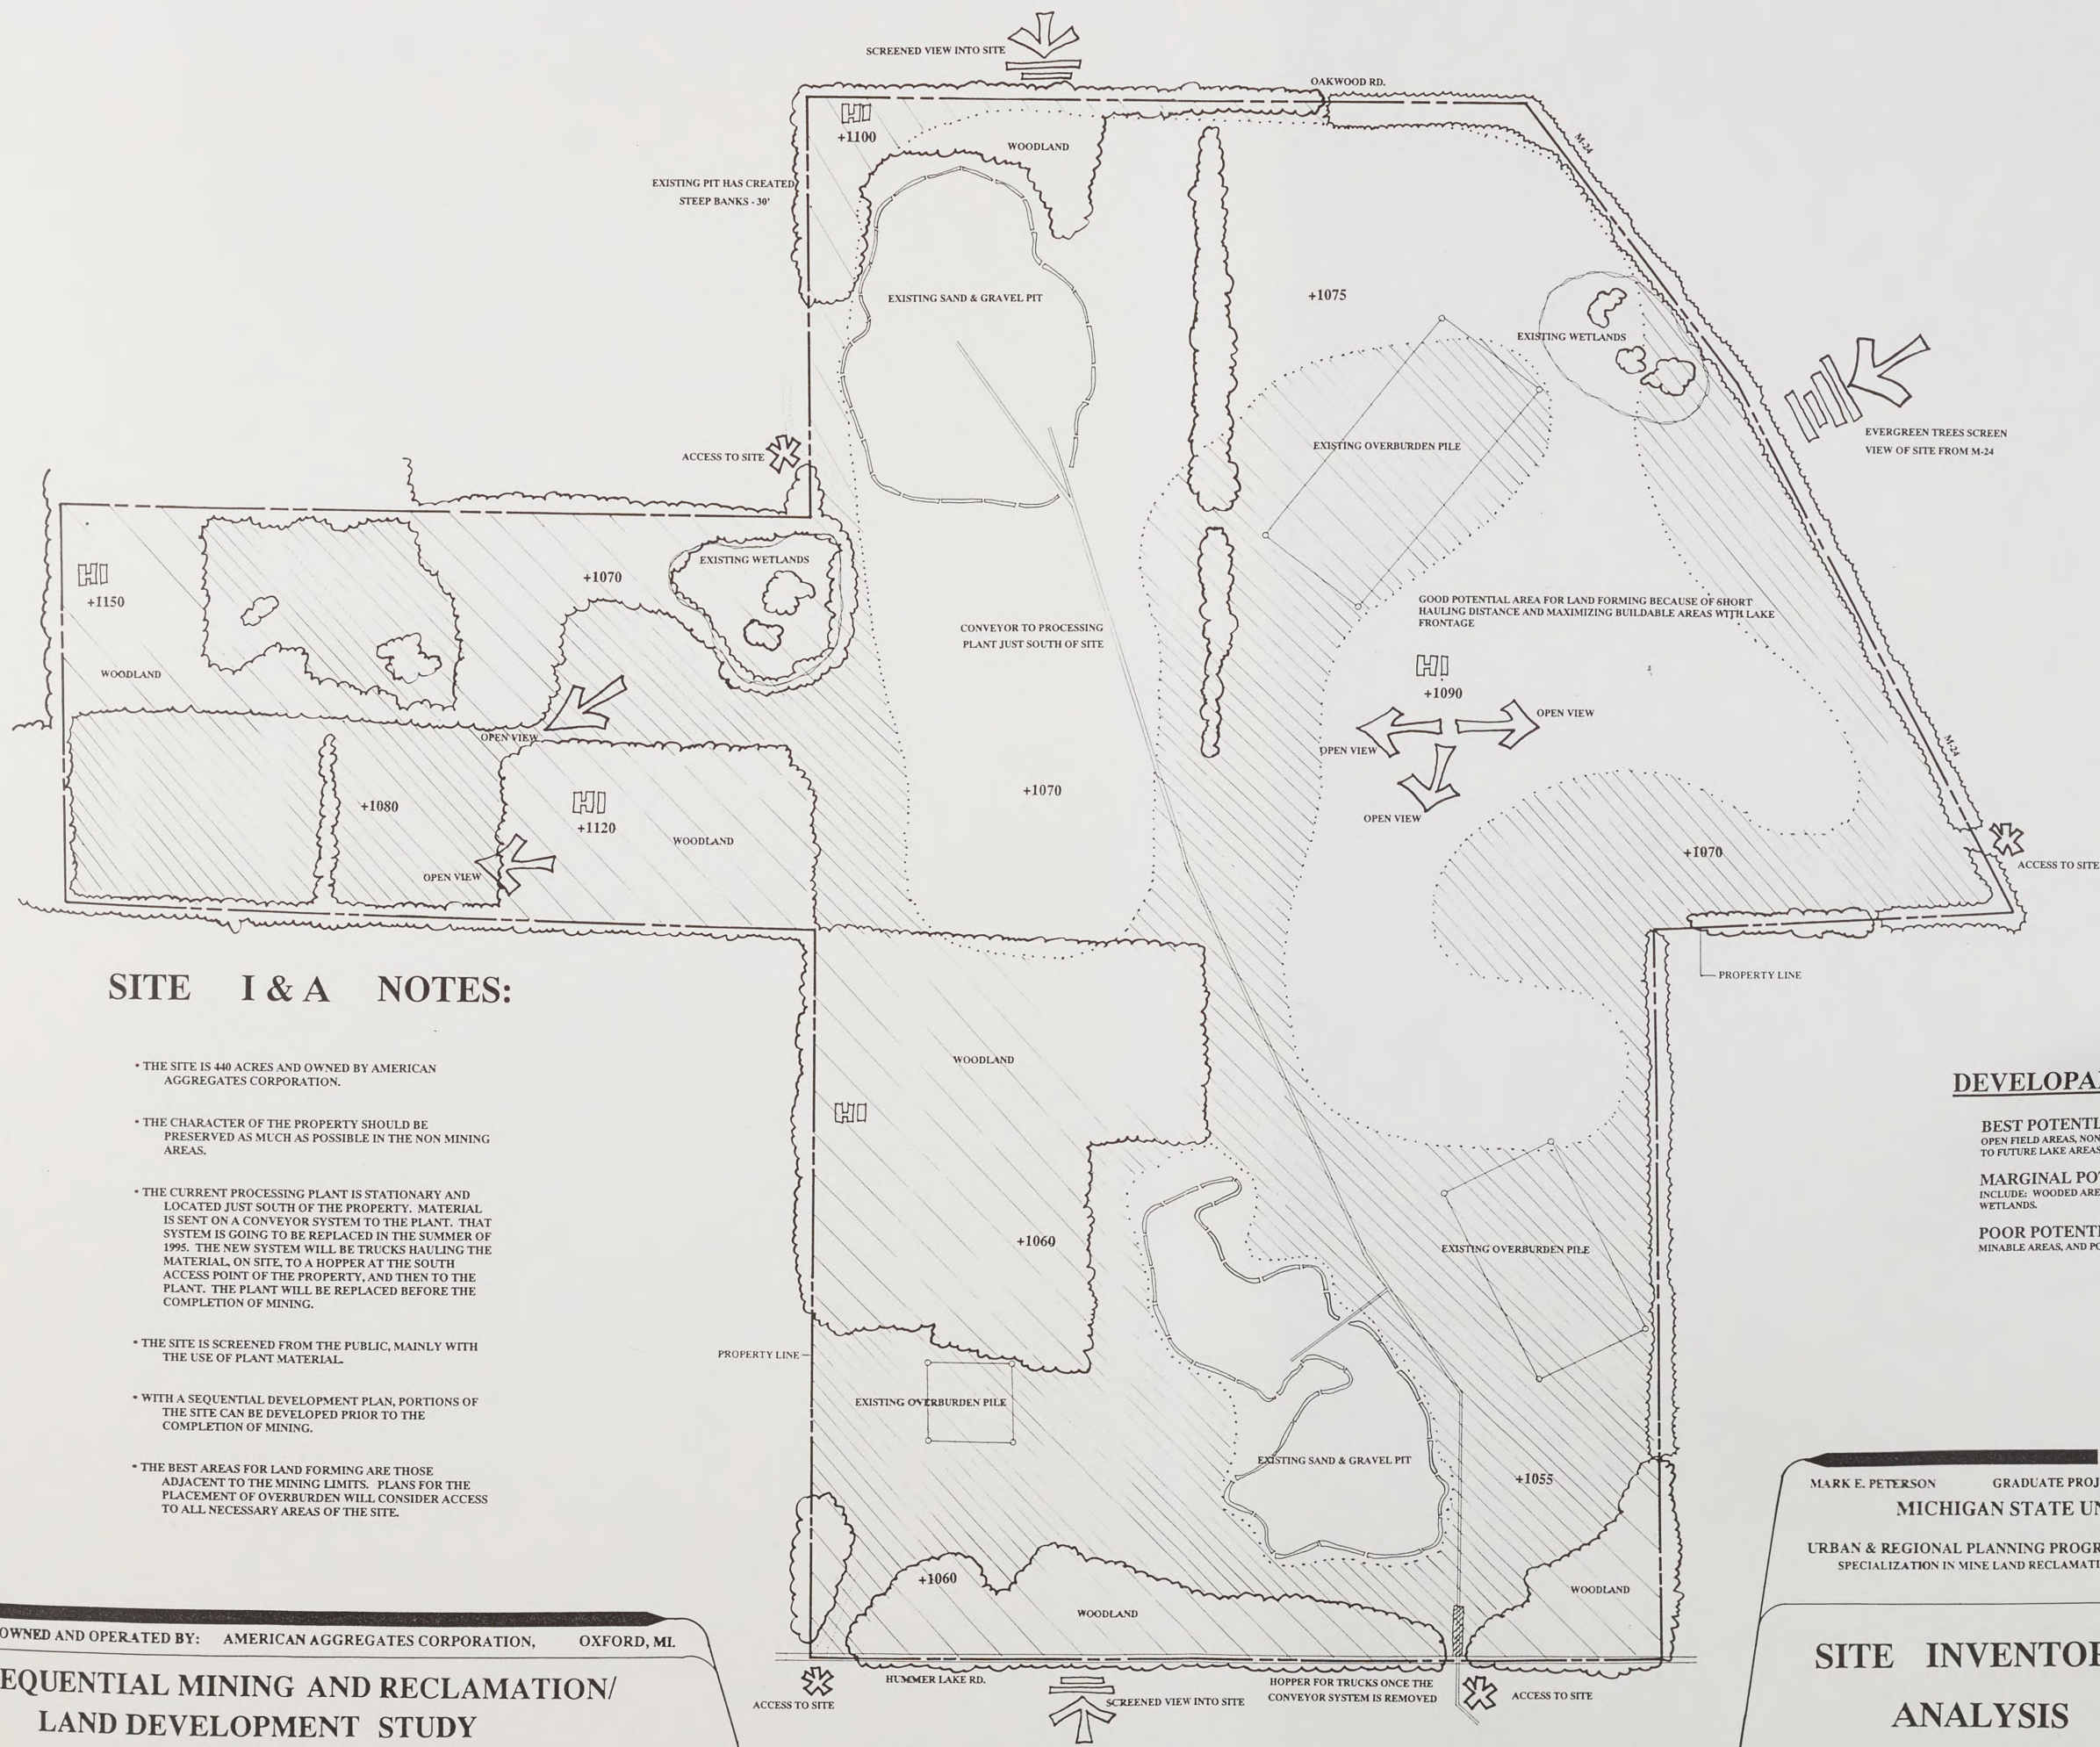 SCREENED VIEW INTO SITE
OAKWOOD RD.
HI
+1100
WOODLAND
M-24
EXISTING PIT HAS CREATED
STEEP BANKS - 30'
EXISTING SAND & GRAVEL PIT
+1075
EXISTING WETLANDS
EXISTING OVERBURDEN PILE
EVERGREEN TREES SCREEN
VIEW OF SITE FROM M-24
ACCESS TO SITE
EXISTING WETLANDS
HI
+1150
+1070
WOODLAND
CONVEYOR TO PROCESSING
PLANT JUST SOUTH OF SITE
GOOD POTENTIAL AREA FOR LAND FORMING BECAUSE OF SHORT
HAULING DISTANCE AND MAXIMIZING BUILDABLE AREAS WITH LAKE
FRONTAGE
HI
+1090
OPEN VIEW
OPEN VIEW
OPEN VIEW
OPEN VIEW
M-24
+1080
HI
+1120
WOODLAND
OPEN VIEW
+1070
+1070
ACCESS TO SITE
PROPERTY LINE
SITE I & A NOTES:
• THE SITE IS 440 ACRES AND OWNED BY AMERICAN
AGGREGATES CORPORATION.
• THE CHARACTER OF THE PROPERTY SHOULD BE
PRESERVED AS MUCH AS POSSIBLE IN THE NON MINING
AREAS.
• THE CURRENT PROCESSING PLANT IS STATIONARY AND
LOCATED JUST SOUTH OF THE PROPERTY. MATERIAL
IS SENT ON A CONVEYOR SYSTEM TO THE PLANT. THAT
SYSTEM IS GOING TO BE REPLACED IN THE SUMMER OF
1995. THE NEW SYSTEM WILL BE TRUCKS HAULING THE
MATERIAL, ON SITE, TO A HOPPER AT THE SOUTH
ACCESS POINT OF THE PROPERTY, AND THEN TO THE
PLANT. THE PLANT WILL BE REPLACED BEFORE THE
COMPLETION OF MINING.
• THE SITE IS SCREENED FROM THE PUBLIC, MAINLY WITH
THE USE OF PLANT MATERIAL.
• WITH A SEQUENTIAL DEVELOPMENT PLAN, PORTIONS OF
THE SITE CAN BE DEVELOPED PRIOR TO THE
COMPLETION OF MINING.
• THE BEST AREAS FOR LAND FORMING ARE THOSE
ADJACENT TO THE MINING LIMITS. PLANS FOR THE
PLACEMENT OF OVERBURDEN WILL CONSIDER ACCESS
TO ALL NECESSARY AREAS OF THE SITE.
WOODLAND
HI
+1060
EXISTING OVERBURDEN PILE
PROPERTY LINE
EXISTING OVERBURDEN PILE
EXISTING SAND & GRAVEL PIT
+1055
+1060
WOODLAND
WOODLAND
ACCESS TO SITE
HUMMER LAKE RD.
SCREENED VIEW INTO SITE
HOPPER FOR TRUCKS ONCE THE
CONVEYOR SYSTEM IS REMOVED
ACCESS TO SITE
DEVELOPA
BEST POTENTI
OPEN FIELD AREAS, NON
TO FUTURE LAKE AREAS
MARGINAL PO
INCLUDE: WOODED ARE
WETLANDS.
POOR POTENTI
MINABLE AREAS, AND PO
OWNED AND OPERATED BY: AMERICAN AGGREGATES CORPORATION, OXFORD, MI.
EQUENTIAL MINING AND RECLAMATION/
LAND DEVELOPMENT STUDY
MARK E. PETERSON GRADUATE PROJ
MICHIGAN STATE UN
URBAN & REGIONAL PLANNING PROGR
SPECIALIZATION IN MINE LAND RECLAMATI
SITE INVENTOR
ANALYSIS